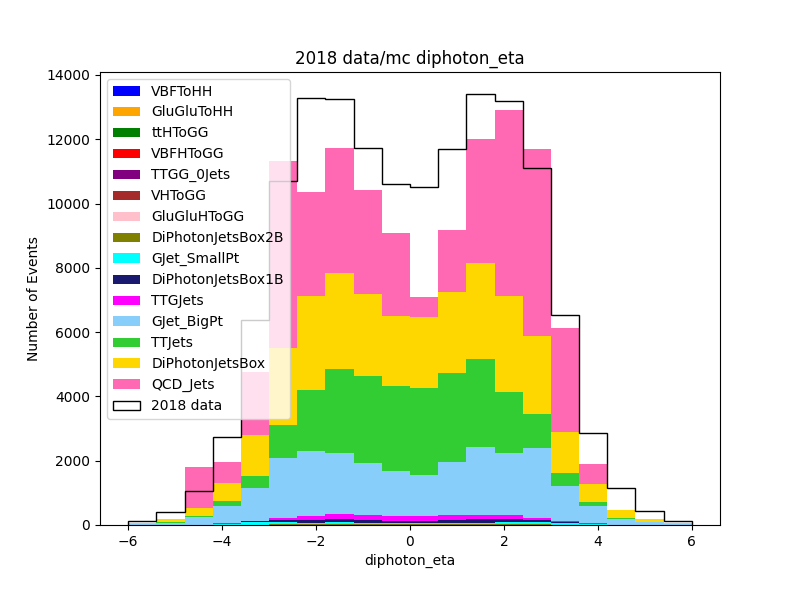 2018 data/mc diphoton_eta
14000
12000
10000
8000
6000
4000
2000
0
Number of Events
VBFToHH
GluGluToHH
ttHToGG
VBFHToGG
TTGG_0Jets
VHToGG
GluGluHToGG
DiPhotonJetsBox2B
GJet_SmallPt
DiPhotonJetsBox1B
TTGJets
GJet_BigPt
TTJets
DiPhotonJetsBox
QCD_Jets
2018 data
−6 −4 −2 0 2 4 6
diphoton_eta